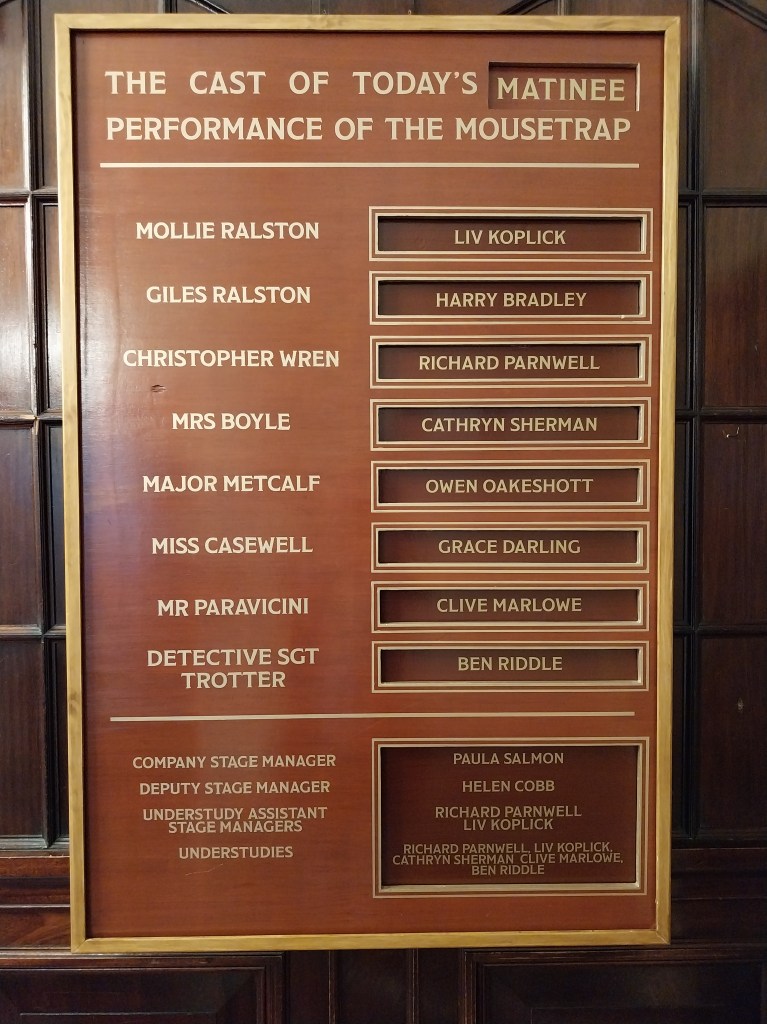 THE CAST OF TODAY'S MATINEE
PERFORMANCE OF THE MOUSETRAP
MOLLIE RALSTON LIV KOPLICK
GILES RALSTON HARRY BRADLEY
CHRISTOPHER WREN RICHARD PARNWELL
MRS BOYLE CATHRYN SHERMAN
MAJOR METCALF OWEN OAKESHOTT
MISS CASEWELL GRACE DARLING
MR PARAVICINI CLIVE MARLOWE
DETECTIVE SGT
TROTTER
BEN RIDDLE
COMPANY STAGE MANAGER PAULA SALMON
DEPUTY STAGE MANAGER HELEN COBB
UNDERSTUDY ASSISTANT
STAGE MANAGERS
RICHARD PARNWELL
LIV KOPLICK
UNDERSTUDIES
RICHARD PARNWELL, LIV KOPLICK,
CATHRYN SHERMAN CLIVE MARLOWE,
BEN RIDDLE